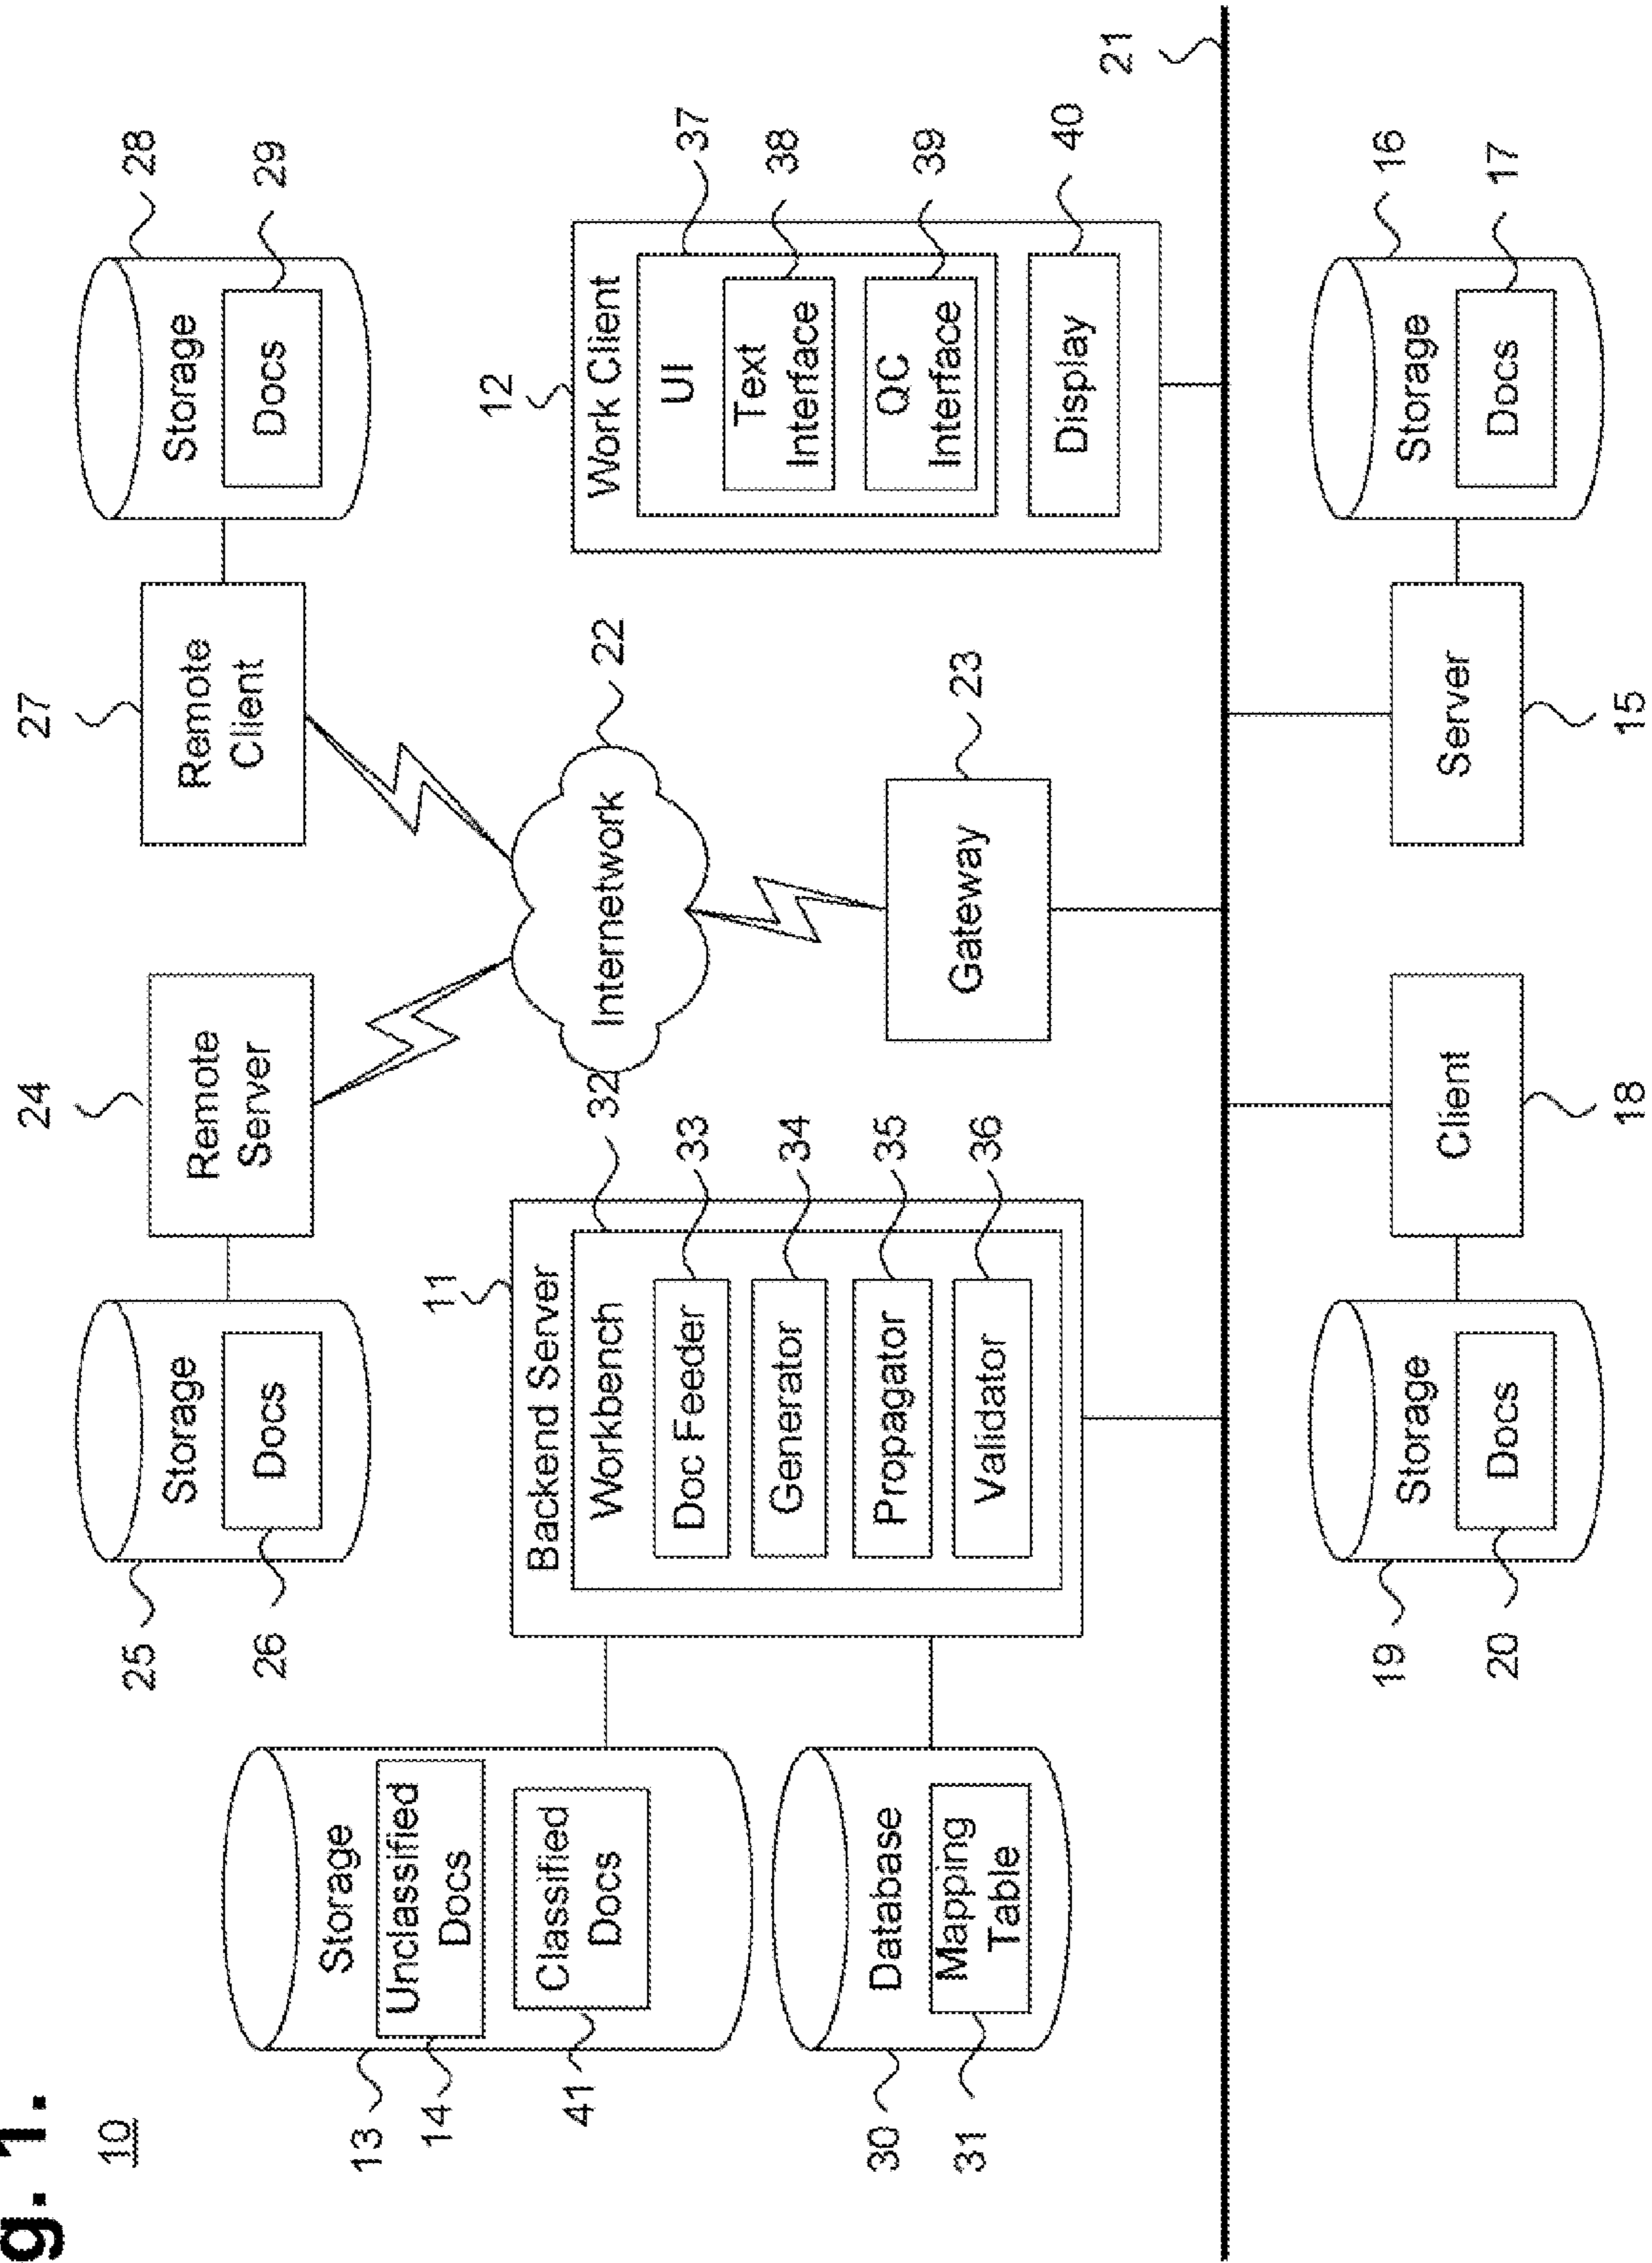 g. 1.
10
24
27
25
26
Storage
Docs
Remote
Server
Remote
Client
Storage
Docs
28
29
13
14
41
Storage
Unclassified
Docs
Classified
Docs
30
31
Database
Mapping
Table
11
Backend Server
Workbench
Doc Feeder
Generator
Propagator
Validator
32
33
34
35
36
Internetwork
22
Gateway
23
12
Work Client
UI
Text
Interface
QC
Interface
Display
37
38
39
40
21
19
20
Storage
Docs
Client
18
Server
15
Storage
Docs
16
17